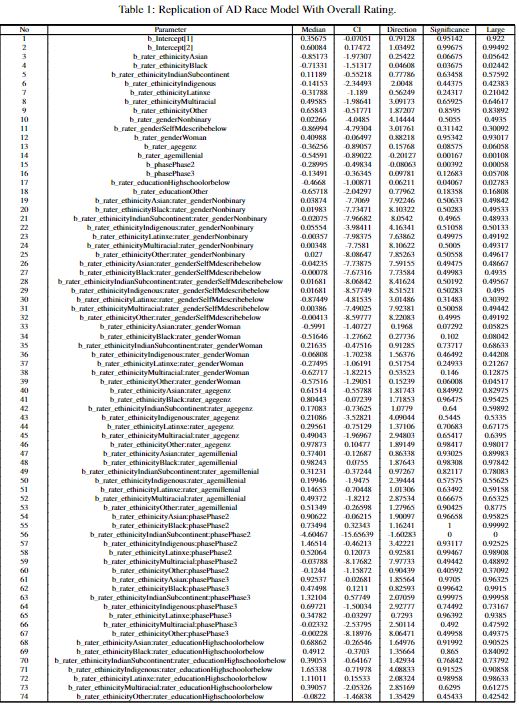 Table 1: Replication of AD Race Model With Overall Rating.
No Parameter Median CI Direction Significance Large
1 b_Intercept[1] 0.35675 -0.07051 0.79128 0.95142 0.922
2 b_Intercept[2] 0.60084 0.17472 1.03492 0.99675 0.99492
3 b_rater_ethnicityAsian -0.85173 -1.97307 0.25422 0.06675 0.05642
4 b_rater_ethnicityBlack -0.71331 -1.51317 0.04608 0.03675 0.02442
5 b_rater_ethnicityIndianSubcontinent 0.11189 -0.55218 0.77786 0.63458 0.57592
6 b_rater_ethnicityIndigenous -0.14153 -2.34493 2.0048 0.44375 0.42383
7 b_rater_ethnicityLatinxe -0.31788 -1.189 0.56249 0.24317 0.21042
8 b_rater_ethnicityMultiracial 0.49585 -1.98641 3.09173 0.65925 0.64617
9 b_rater_ethnicityOther 0.65843 -0.51771 1.87207 0.8595 0.83892
10 b_rater_genderNonbinary 0.02266 -4.0485 4.14444 0.5055 0.4935
11 b_rater_genderSelfMdescribebelow -0.86994 -4.79304 3.01761 0.31142 0.30092
12 b_rater_genderWoman 0.40988 -0.06497 0.88218 0.95342 0.93017
13 b_rater_agegenz -0.36256 -0.89057 0.15768 0.08575 0.06058
14 b_rater_agemillenial -0.54591 -0.89022 -0.20127 0.00167 0.00108
15 b_phasePhase2 -0.28995 -0.49834 -0.08063 0.00392 0.00058
16 b_phasePhase3 -0.13491 -0.36345 0.09781 0.12683 0.05708
17 b_rater_educationHighschoolorbelow -0.4668 -1.00871 0.06211 0.04067 0.02783
18 b_rater_educationOther -0.65718 -2.04297 0.77962 0.18358 0.16808
19 b_rater_ethnicityAsian:rater_genderNonbinary 0.03874 -7.7069 7.92246 0.50633 0.49842
20 b_rater_ethnicityBlack:rater_genderNonbinary 0.01983 -7.73471 8.10322 0.50283 0.49533
21 b_rater_ethnicityIndianSubcontinent:rater_genderNonbinary -0.02075 -7.96682 8.0542 0.4965 0.48933
22 b_rater_ethnicityIndigenous:rater_genderNonbinary 0.05554 -3.98411 4.16341 0.51058 0.50133
23 b_rater_ethnicityLatinxe:rater_genderNonbinary -0.00357 -7.98375 7.63662 0.49975 0.49192
24 b_rater_ethnicityMultiracial:rater_genderNonbinary 0.00348 -7.7581 8.10622 0.5005 0.49317
25 b_rater_ethnicityOther:rater_genderNonbinary 0.027 -8.08647 7.85263 0.50558 0.49617
26 b_rater_ethnicityAsian:rater_genderSelfMdescribebelow -0.04235 -7.73875 7.59155 0.49475 0.48667
27 b_rater_ethnicityBlack:rater_genderSelfMdescribebelow -0.00078 -7.67316 7.73584 0.49983 0.4935
28 b_rater_ethnicityIndianSubcontinent:rater_genderSelfMdescribebelow 0.01681 -8.06842 8.41624 0.50192 0.49567
29 b_rater_ethnicityIndigenous:rater_genderSelfMdescribebelow 0.01681 -8.57749 8.51521 0.50283 0.495
30 b_rater_ethnicityLatinxe:rater_genderSelfMdescribebelow -0.87449 -4.81535 3.01486 0.31483 0.30392
31 b_rater_ethnicityMultiracial:rater_genderSelfMdescribebelow 0.00386 -7.49025 7.92381 0.50058 0.49442
32 b_rater_ethnicityOther:rater_genderSelfMdescribebelow -0.00413 -8.59777 8.22083 0.4995 0.49192
33 b_rater_ethnicityAsian:rater_genderWoman -0.5991 -1.40727 0.1968 0.07292 0.05825
34 b_rater_ethnicityBlack:rater_genderWoman -0.51646 -1.27662 0.27736 0.102 0.08042
35 b_rater_ethnicityIndianSubcontinent:rater_genderWoman 0.21635 -0.47516 0.91285 0.73717 0.68633
36 b_rater_ethnicityIndigenous:rater_genderWoman -0.06808 -1.70238 1.56376 0.46492 0.44208
37 b_rater_ethnicityLatinxe:rater_genderWoman -0.27495 -1.06191 0.51754 0.24933 0.21267
38 b_rater_ethnicityMultiracial:rater_genderWoman -0.62717 -1.82215 0.53523 0.146 0.12875
39 b_rater_ethnicityOther:rater_genderWoman -0.57516 -1.29051 0.15239 0.06008 0.04517
40 b_rater_ethnicityAsian:rater_agegenz 0.61514 -0.55788 1.81743 0.84992 0.82975
41 b_rater_ethnicityBlack:rater_agegenz 0.80443 -0.07239 1.71853 0.96475 0.95425
42 b_rater_ethnicityIndianSubcontinent:rater_agegenz 0.17083 -0.73625 1.0779 0.64 0.59892
43 b_rater_ethnicityIndigenous:rater_agegenz 0.21086 -3.52821 4.09044 0.5445 0.5335
44 b_rater_ethnicityLatinxe:rater_agegenz 0.29561 -0.75129 1.37106 0.70683 0.67175
45 b_rater_ethnicityMultiracial:rater_agegenz 0.49043 -1.96967 2.94803 0.65417 0.6395
46 b_rater_ethnicityOther:rater_agegenz 0.97873 0.10477 1.89149 0.98417 0.98017
47 b_rater_ethnicityAsian:rater_agemillenial 0.37401 -0.12687 0.86338 0.93025 0.89983
48 b_rater_ethnicityBlack:rater_agemillenial 0.98243 0.0755 1.87643 0.98308 0.97842
49 b_rater_ethnicityIndianSubcontinent:rater_agemillenial 0.31231 -0.37244 0.97267 0.82117 0.78083
50 b_rater_ethnicityIndigenous:rater_agemillenial 0.19946 -1.9475 2.39444 0.57575 0.55625
51 b_rater_ethnicityLatinxe:rater_agemillenial 0.14653 -0.70448 1.01306 0.63492 0.59158
52 b_rater_ethnicityMultiracial:rater_agemillenial 0.49372 -1.8212 2.87534 0.66675 0.65325
53 b_rater_ethnicityOther:rater_agemillenial 0.51349 -0.26598 1.27965 0.90425 0.8775
54 b_rater_ethnicityAsian:phasePhase2 0.90622 -0.06215 1.90097 0.96658 0.95825
55 b_rater_ethnicityBlack:phasePhase2 0.73494 0.32343 1.16241 1 0.99992
56 b_rater_ethnicityIndianSubcontinent:phasePhase2 -4.60467 -15.65639 -1.60283 0 0
57 b_rater_ethnicityIndigenous:phasePhase2 1.46514 -0.46213 3.42221 0.93117 0.92525
58 b_rater_ethnicityLatinxe:phasePhase2 0.52064 0.12073 0.92581 0.99467 0.98908
59 b_rater_ethnicityMultiracial:phasePhase2 -0.03788 -8.17682 7.97733 0.49442 0.48892
60 b_rater_ethnicityOther:phasePhase2 -0.1244 -1.15872 0.90439 0.40592 0.37092
61 b_rater_ethnicityAsian:phasePhase3 0.92537 -0.02681 1.85564 0.9705 0.96325
62 b_rater_ethnicityBlack:phasePhase3 0.47498 0.1211 0.82593 0.99642 0.9915
63 b_rater_ethnicityIndianSubcontinent:phasePhase3 1.32104 0.57749 2.07059 0.99975 0.99958
64 b_rater_ethnicityIndigenous:phasePhase3 0.69721 -1.50034 2.92777 0.74492 0.73167
65 b_rater_ethnicityLatinxe:phasePhase3 0.34782 -0.03297 0.7293 0.96392 0.9385
66 b_rater_ethnicityMultiracial:phasePhase3 -0.02332 -2.53795 2.50114 0.492 0.47592
67 b_rater_ethnicityOther:phasePhase3 -0.00228 -8.18976 8.06471 0.49958 0.49375
68 b_rater_ethnicityAsian:rater_educationHighschoolorbelow 0.68862 -0.26546 1.64976 0.91992 0.90525
69 b_rater_ethnicityBlack:rater_educationHighschoolorbelow 0.4912 -0.3703 1.35664 0.865 0.84092
70 b_rater_ethnicityIndianSubcontinent:rater_educationHighschoolorbelow 0.39053 -0.64167 1.42934 0.76842 0.73792
71 b_rater_ethnicityIndigenous:rater_educationHighschoolorbelow 1.65338 -0.71978 4.08833 0.91525 0.90858
72 b_rater_ethnicityLatinxe:rater_educationHighschoolorbelow 1.11011 0.15533 2.08324 0.98958 0.98633
73 b_rater_ethnicityMultiracial:rater_educationHighschoolorbelow 0.39057 -2.05326 2.85169 0.6295 0.61275
74 b_rater_ethnicityOther:rater_educationHighschoolorbelow -0.0822 -1.46838 1.35429 0.45433 0.42542